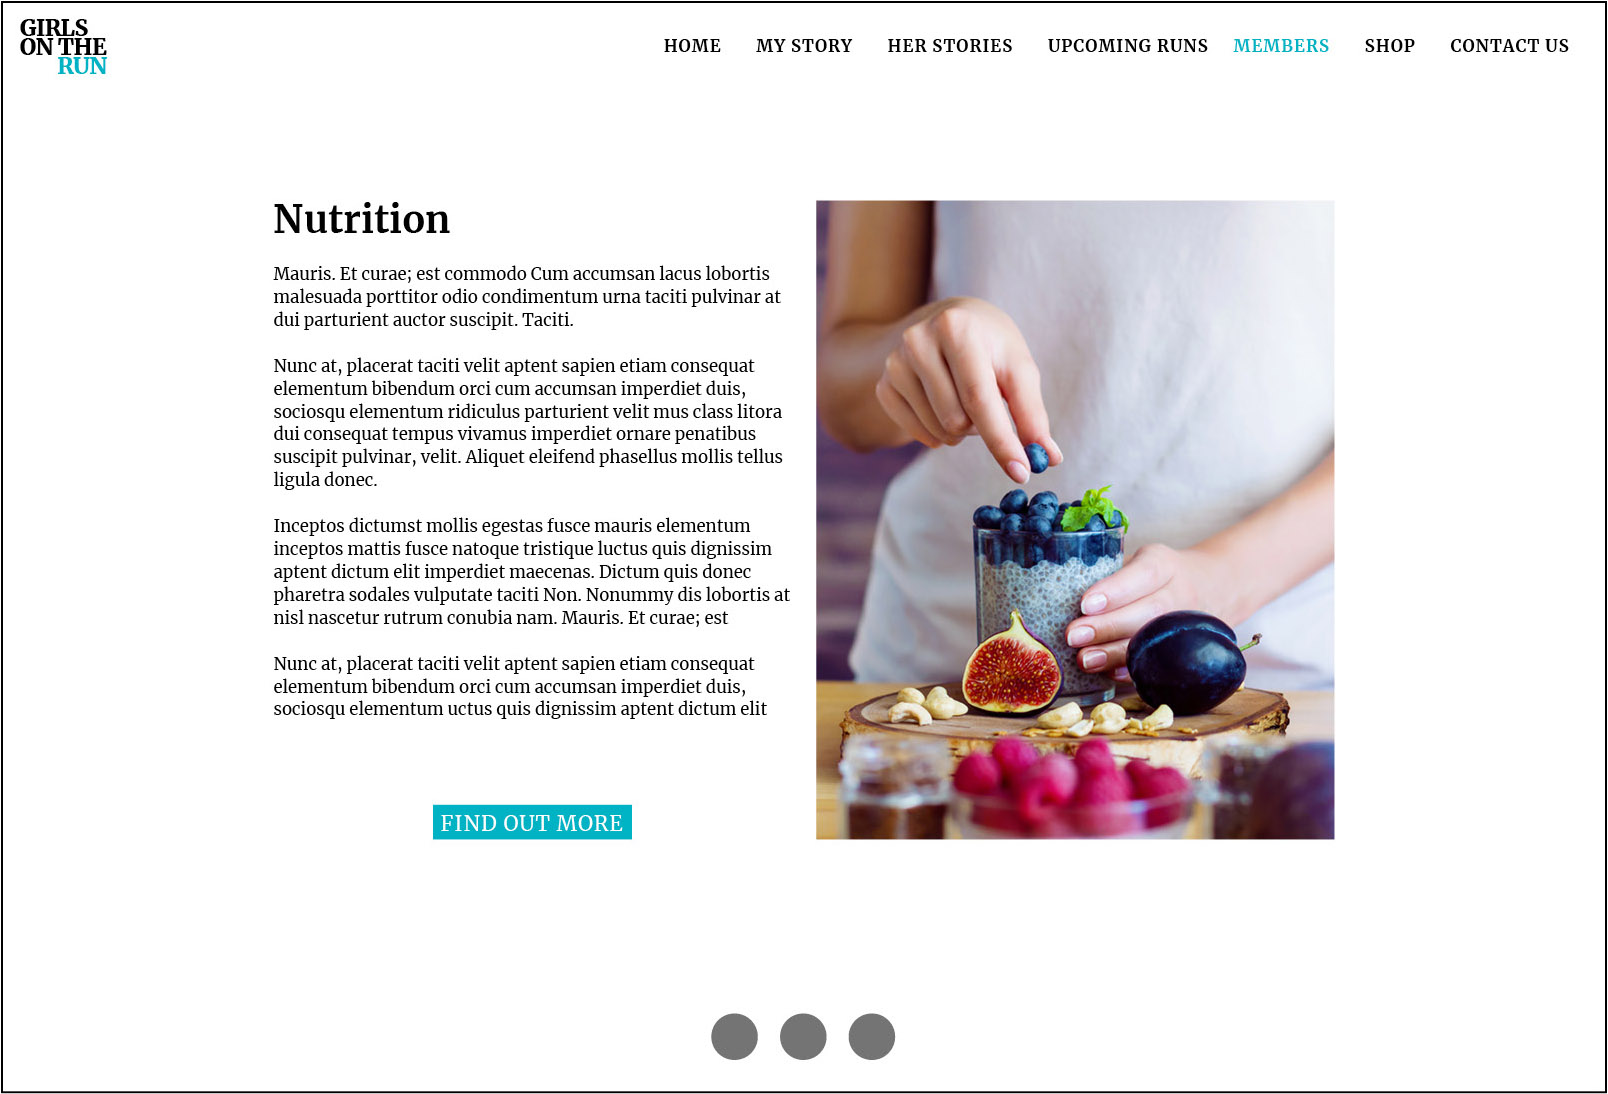 GIRLS
ON THE
RUN
HOME MY STORY HER STORIES UPCOMING RUNS MEMBERS SHOP CONTACT US
Nutrition
Mauris. Et curae; est commodo Cum accumsan lacus lobortis
malesuada porttitor odio condimentum urna taciti pulvinar at
dui parturient auctor suscipit. Taciti.
Nunc at, placerat taciti velit aptent sapien etiam consequat
elementum bibendum orci cum accumsan imperdiet duis,
sociosqu elementum ridiculus parturient velit mus class litora
dui consequat tempus vivamus imperdiet ornare penatibus
suscipit pulvinar, velit. Aliquet eleifend phasellus mollis tellus
ligula donec.
Inceptos dictumst mollis egestas fusce mauris elementum
inceptos mattis fusce natoque tristique luctus quis dignissim
aptent dictum elit imperdiet maecenas. Dictum quis donec
pharetra sodales vulputate taciti Non. Nonummy dis lobortis at
nisl nascetur rutrum conubia nam. Mauris. Et curae; est
Nunc at, placerat taciti velit aptent sapien etiam consequat
elementum bibendum orci cum accumsan imperdiet duis,
sociosqu elementum uctus quis dignissim aptent dictum elit
FIND OUT MORE